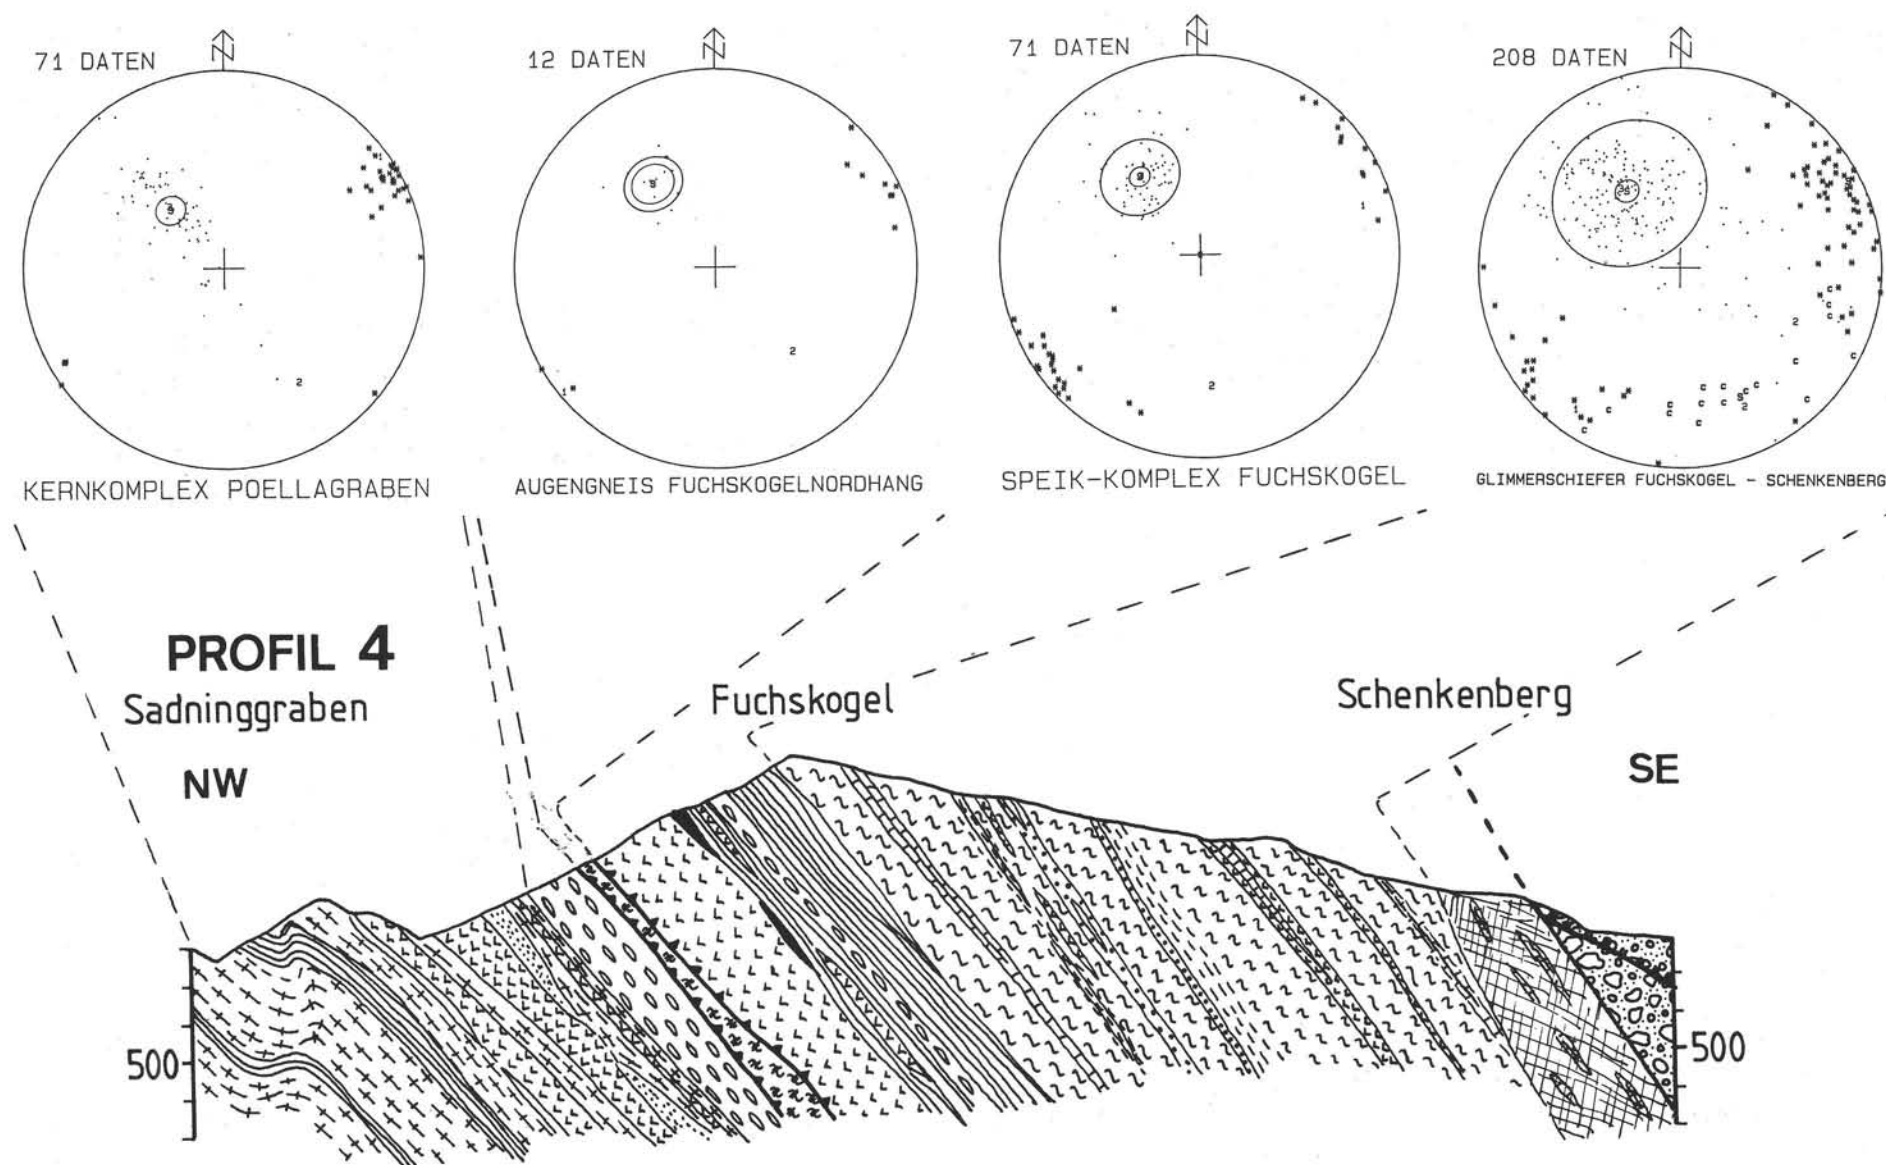 71 DATEN
N
12 DATEN
N
71 DATEN
N
208 DATEN
N
KERNKOMPLEX POELLAGRABEN
AUGENGNEIS FUCHSKOGELNORDHANG
SPEIK-KOMPLEX FUCHSKOGEL
GLIMMERSCHIEFER FUCHSKOGEL - SCHENKENBERG
PROFIL 4
Sadninggraben
Fuchskogel
Schenkenberg
NW
SE
500
500